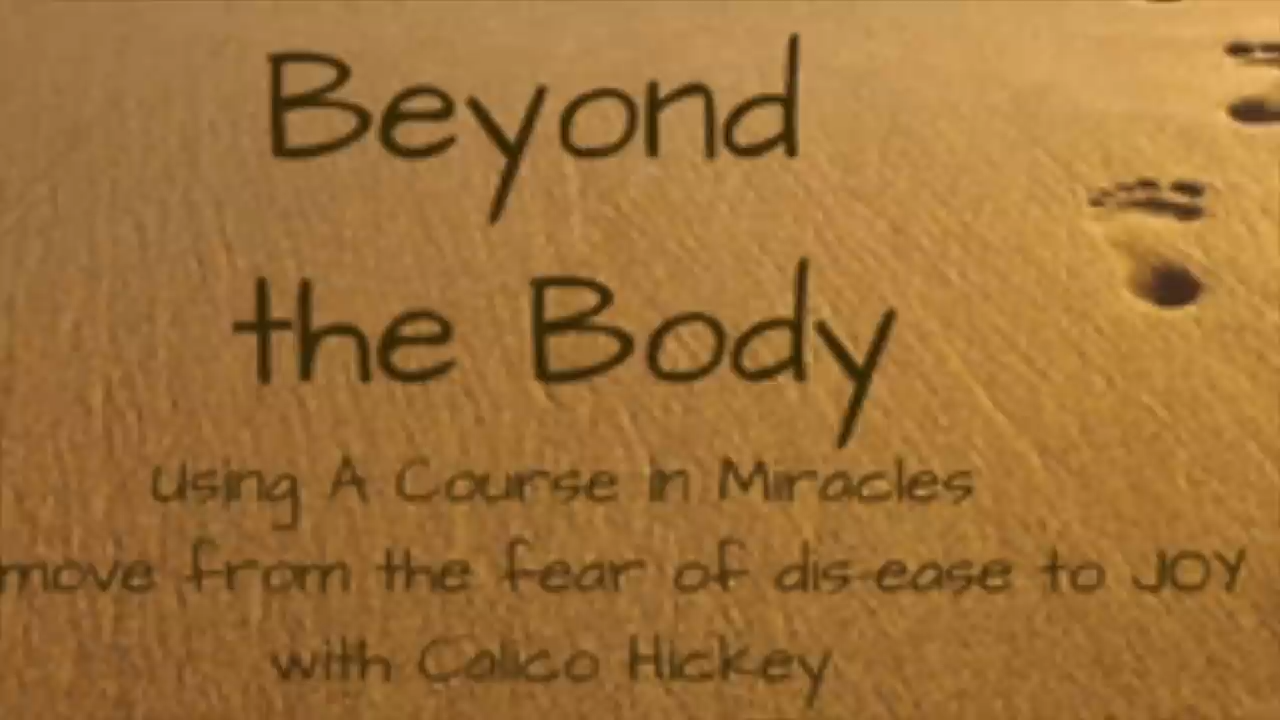 Beyond
the Body
using A Course in Miracles
move from the fear of dis-ease to JOY
with Calico Hickey